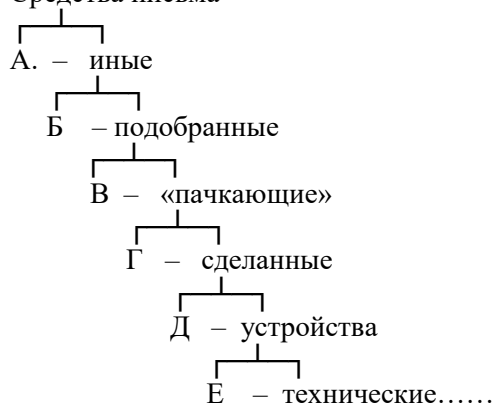 Средства письма
А. – иные
Б – подобранные
В – «пачкающие»
Г – сделанные
Д – устройства
Е – технические……